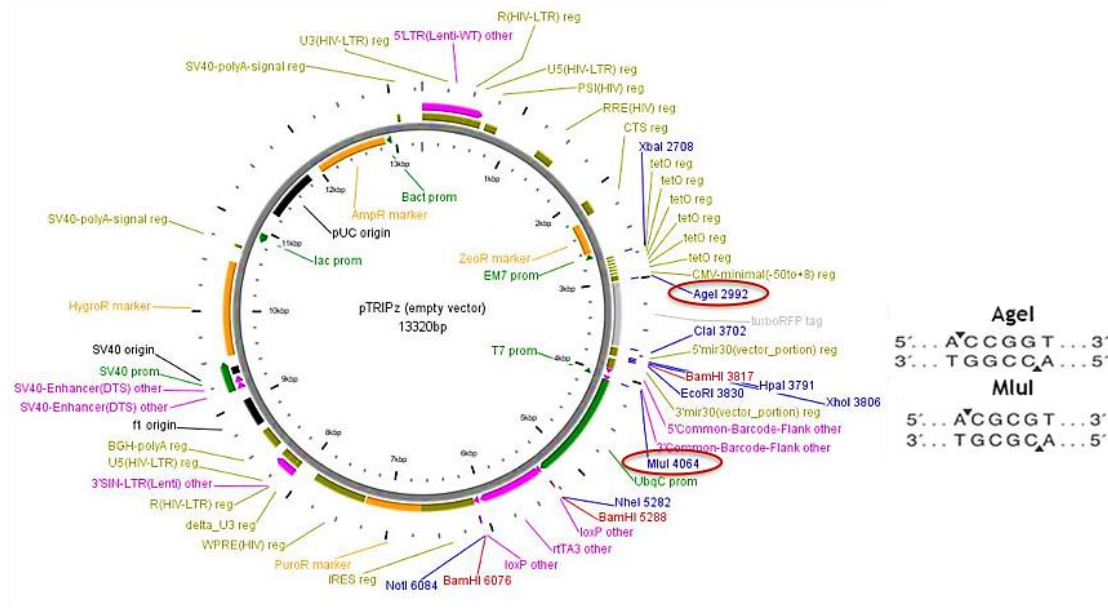 R(HIV-LTR) reg
U3(HIV-LTR) reg
5'LTR(Lenti-WT) other
U5(HIV-LTR) reg
SV40-polyA-signal reg
PSI(HIV) reg
RRE(HIV) reg
CTS reg
XbaI 2708
tetO reg
tetO reg
tetO reg
tetO reg
tetO reg
tetO reg
CMV-minimal(-50to+8) reg
AgeI 2992
turboRFP tag
ClaI 3702
5'mir30(vector_portion) reg
BamHI 3817
HpaI 3791
EcoRI 3830
XhoI 3806
3'mir30(vector_portion) reg
5'Common-Barcode-Flank other
3'Common-Barcode-Flank other
MluI 4064
UbqC prom
NheI 5282
BamHI 5288
loxP other
rtTA3 other
loxP other
BamHI 6076
NotI 6084
IRES reg
PuroR marker
WPRE(HIV) reg
delta_U3 reg
R(HIV-LTR) reg
3'SIN-LTR(Lenti) other
U5(HIV-LTR) reg
BGH-polyA reg
f1 origin
SV40-Enhancer(DTS) other
SV40-Enhancer(DTS) other
SV40 prom
SV40 origin
HygroR marker
SV40-polyA-signal reg
lac prom
pUC origin
AmpR marker
Bact prom
ZeoR marker
EM7 prom
T7 prom
pTRIPz (empty vector)
13320bp
1kbp
2kbp
3kbp
4kbp
5kbp
6kbp
7kbp
8kbp
9kbp
10kbp
11kbp
12kbp
13kbp
AgeI
5′... A▼CCGGT ... 3′
3′... TGGCC▲A ... 5′
MluI
5′... A▼CGCGT ... 3′
3′... TGCGC▲A ... 5′